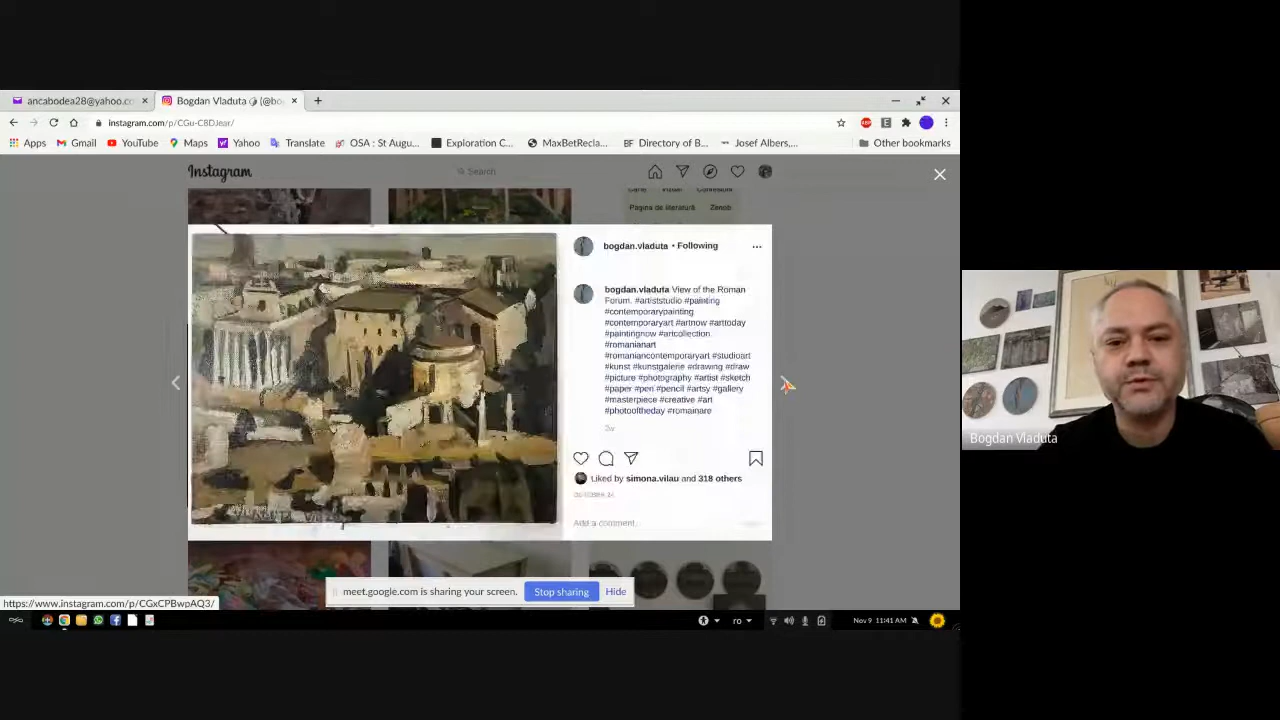 ancabodea28@yahoo.co
Bogdan Vladuta
(@bo
instagram.com/p/CGu-C8DJear/
Apps
Gmail
YouTube
Maps
Yahoo
Translate
OSA : St Augu...
Exploration C...
MaxBetRecla...
BF Directory of B...
Josef Albers,...
Other bookmarks
Instagram
Search
Pagina de literatură
Zenob
bogdan.vladuta • Following
bogdan.vladuta View of the Roman
Forum. #artiststudio #painting
#contemporarypainting
#contemporaryart #artnow #arttoday
#paintingnow #artcollection
#romanianart
#romaniancontemporaryart #studioart
#kunst #kunstgalerie #drawing #draw
#picture #photography #artist #sketch
#paper #pen #pencil #artsy #gallery
#masterpiece #creative #art
#photooftheday #romainare
2w
Liked by simona.vilau and 318 others
Add a comment...
meet.google.com is sharing your screen.
Stop sharing
Hide
https://www.instagram.com/p/CGxCPBwpAQ3/
ro
Nov 9 11:41 AM
Bogdan Vladuta